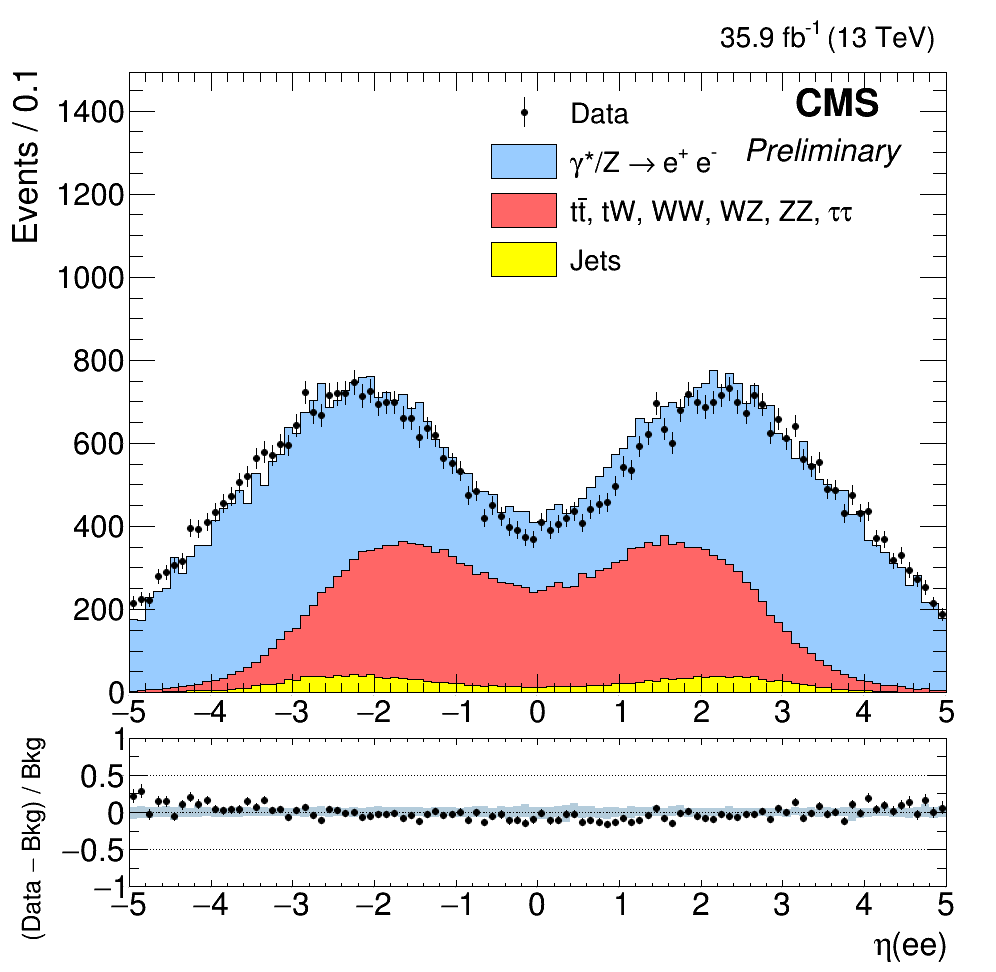 35.9 fb⁻¹ (13 TeV)
Events / 0.1
1400
1200
1000
800
600
400
200
0
CMS
Preliminary
Data
γ*/Z → e⁺ e⁻
tt̄, tW, WW, WZ, ZZ, ττ
Jets
−5 −4 −3 −2 −1 0 1 2 3 4 5
(Data − Bkg) / Bkg
1
0.5
0
−0.5
−1
−5 −4 −3 −2 −1 0 1 2 3 4 5
η(ee)